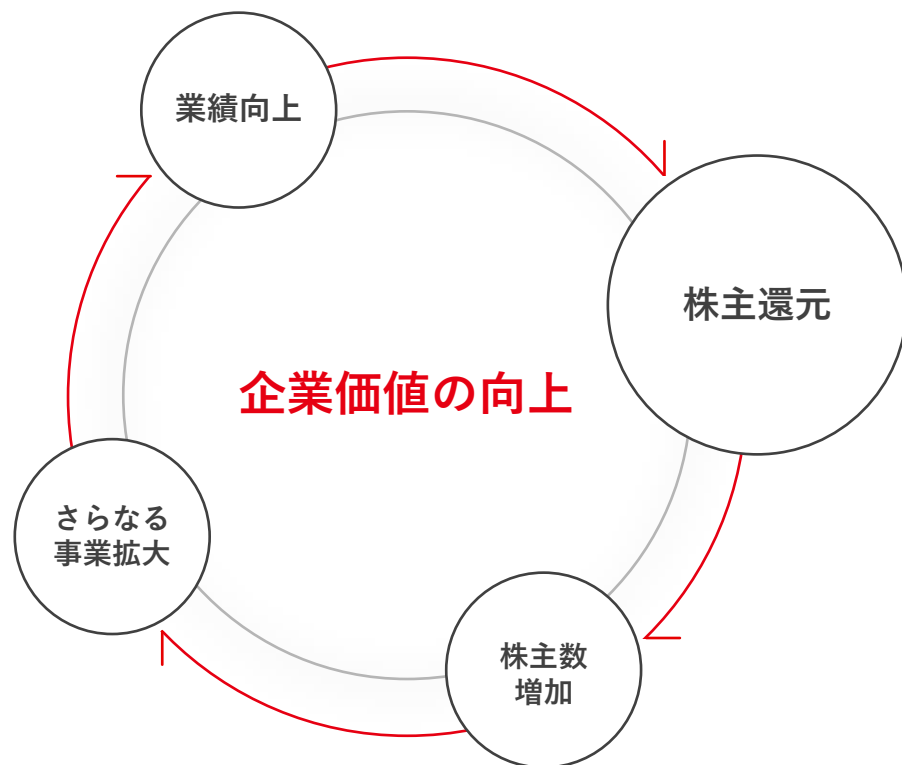 業績向上
株主還元
企業価値の向上
さらなる
事業拡大
株主数
増加